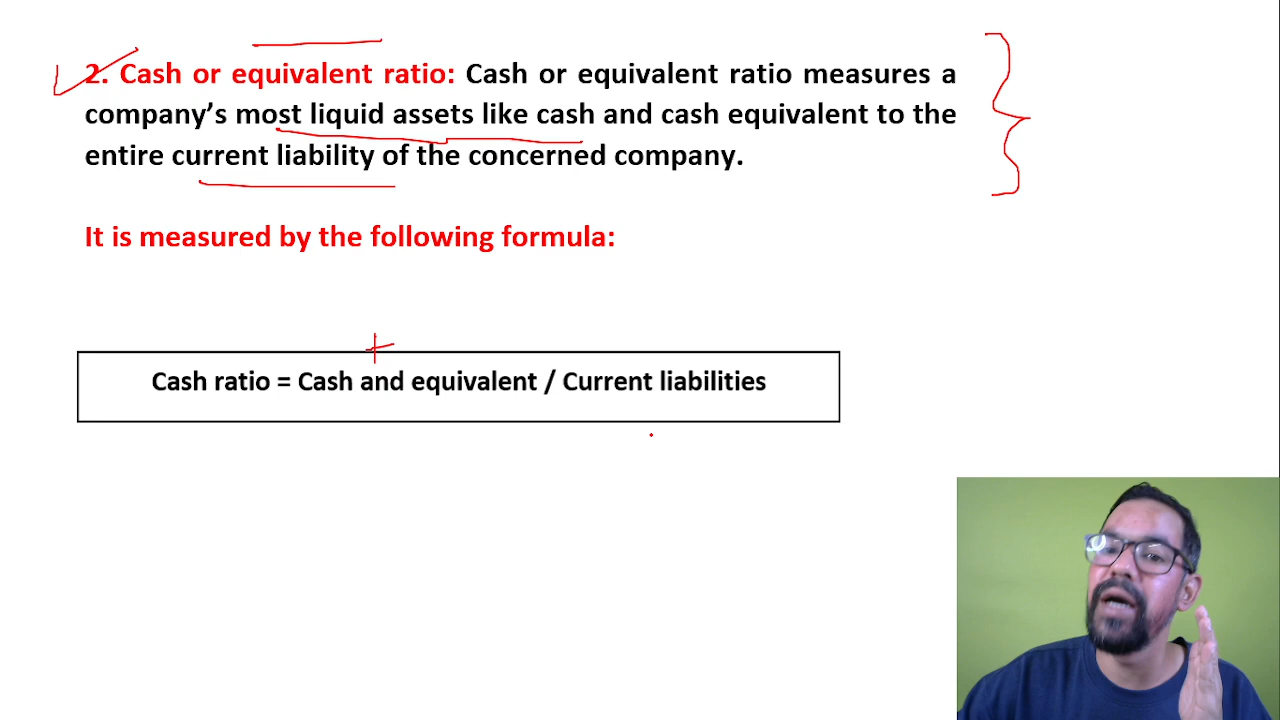 2. Cash or equivalent ratio: Cash or equivalent ratio measures a
company’s most liquid assets like cash and cash equivalent to the
entire current liability of the concerned company.
It is measured by the following formula:
+
Cash ratio = Cash and equivalent / Current liabilities